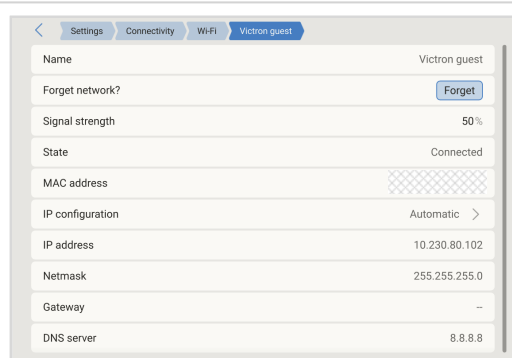 Settings Connectivity Wi-Fi Victron guest
Name Victron guest
Forget network? Forget
Signal strength 50%
State Connected
MAC address
IP configuration Automatic
IP address 10.230.80.102
Netmask 255.255.255.0
Gateway --
DNS server 8.8.8.8